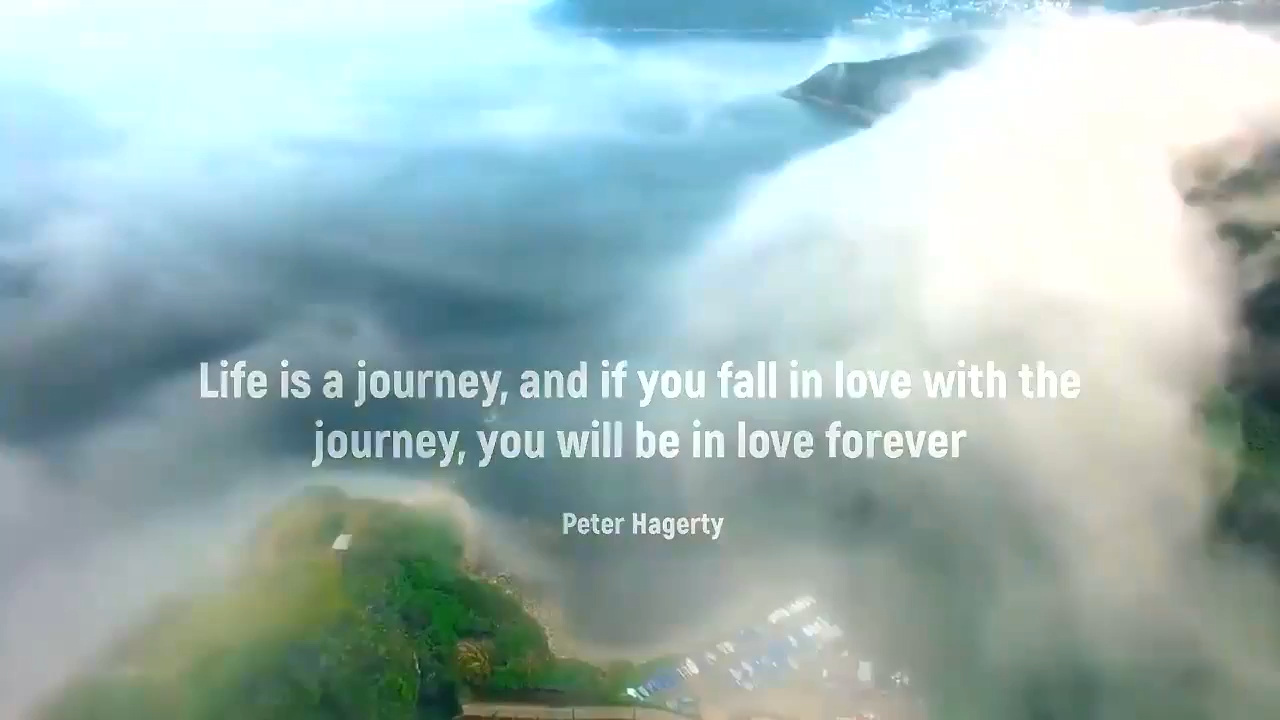 Life is a journey, and if you fall in love with the
journey, you will be in love forever
Peter Hagerty